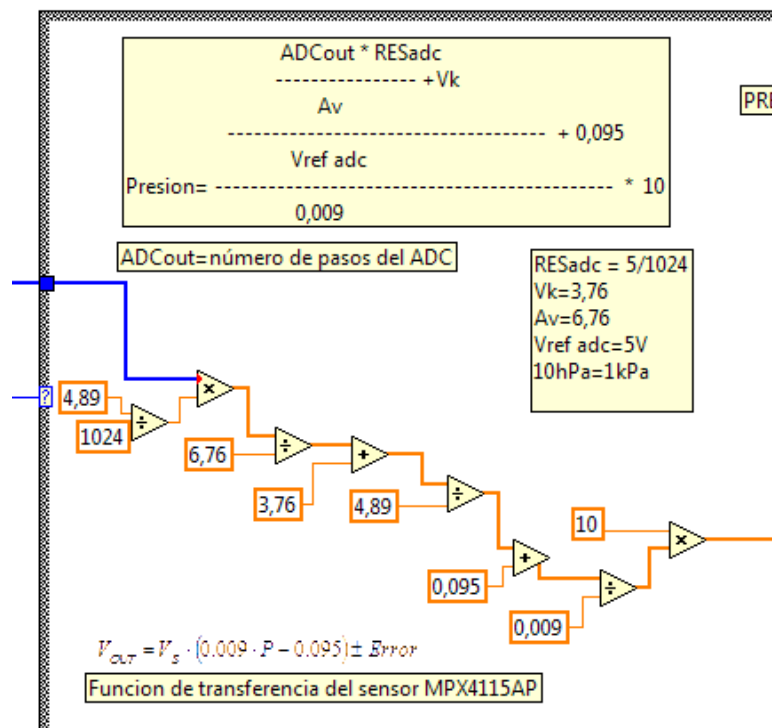 ADCout * RESadc
---------------- +Vk
Av
------------------------------------ + 0,095
Vref adc
Presion= --------------------------------------------- * 10
0,009
PRE
ADCout=número de pasos del ADC
RESadc = 5/1024
Vk=3,76
Av=6,76
Vref adc=5V
10hPa=1kPa
?
4,89
1024
÷
×
6,76
÷
+
3,76
4,89
÷
10
×
+
0,095
÷
0,009
V_OUT = V_S · (0.009 · P − 0.095) ± Error
Funcion de transferencia del sensor MPX4115AP